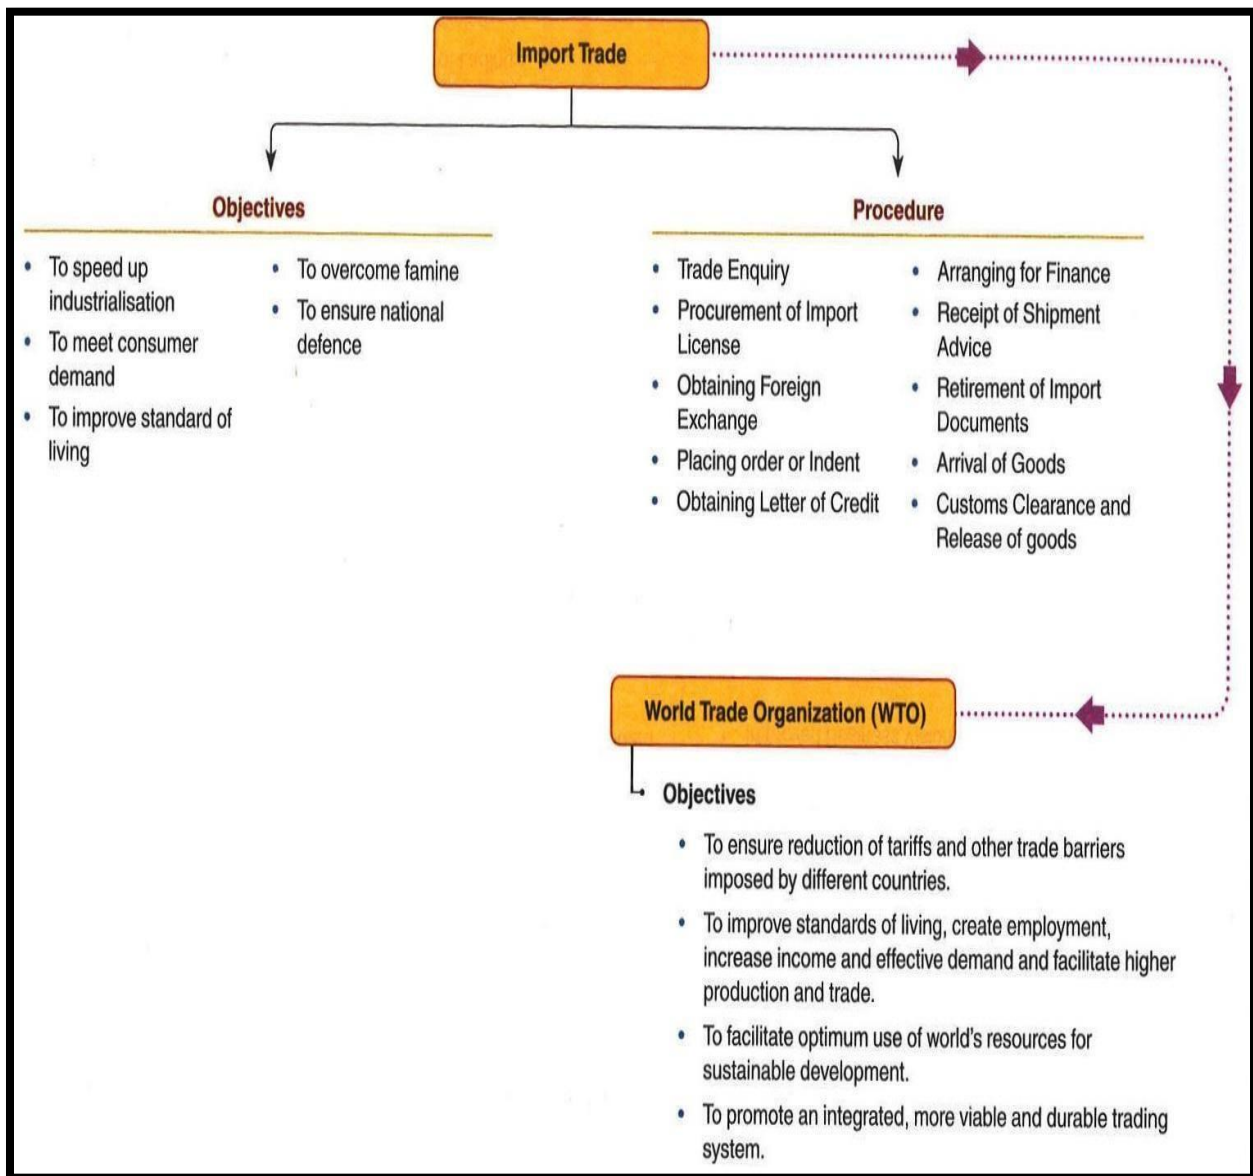 Import Trade
Objectives
• To speed up
industrialisation
• To meet consumer
demand
• To improve standard of
living
• To overcome famine
• To ensure national
defence
Procedure
• Trade Enquiry
• Procurement of Import
License
• Obtaining Foreign
Exchange
• Placing order or Indent
• Obtaining Letter of Credit
• Arranging for Finance
• Receipt of Shipment
Advice
• Retirement of Import
Documents
• Arrival of Goods
• Customs Clearance and
Release of goods
World Trade Organization (WTO)
Objectives
• To ensure reduction of tariffs and other trade barriers
imposed by different countries.
• To improve standards of living, create employment,
increase income and effective demand and facilitate higher
production and trade.
• To facilitate optimum use of world's resources for
sustainable development.
• To promote an integrated, more viable and durable trading
system.